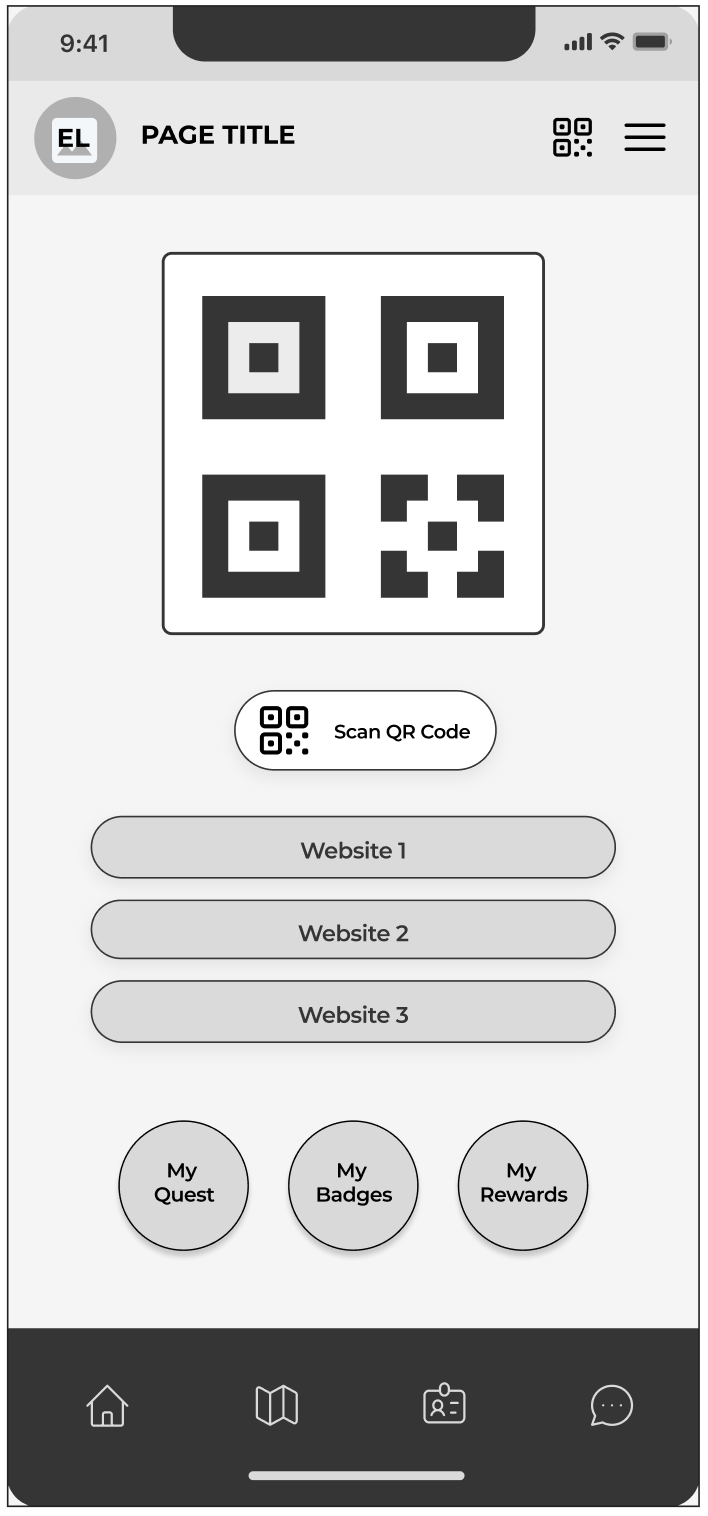 9:41
EL
PAGE TITLE
Scan QR Code
Website 1
Website 2
Website 3
My
Quest
My
Badges
My
Rewards